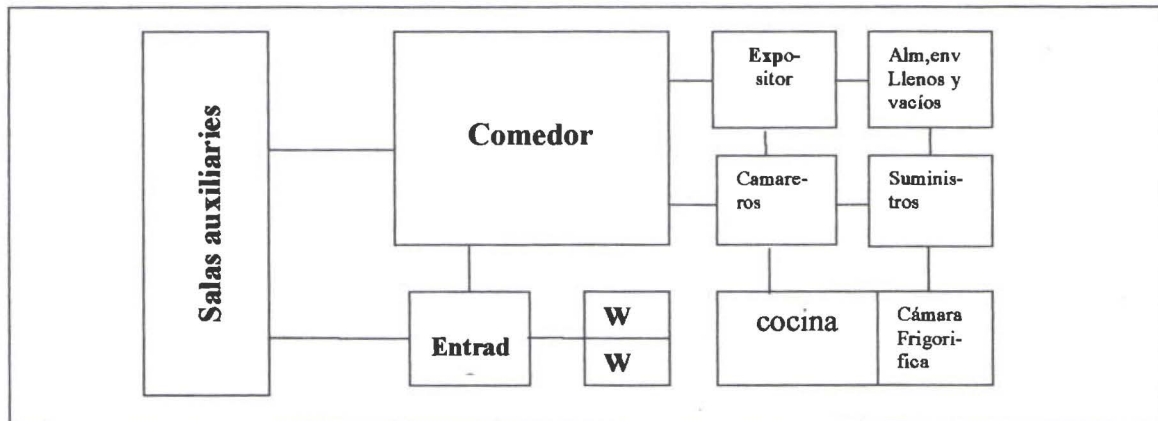 Salas auxiliaries
Comedor
Expo-
sitor
Alm,env
Llenos y
vacíos
Camare-
ros
Suminis-
tros
Entrad
W
W
cocina
Cámara
Frigori-
fica